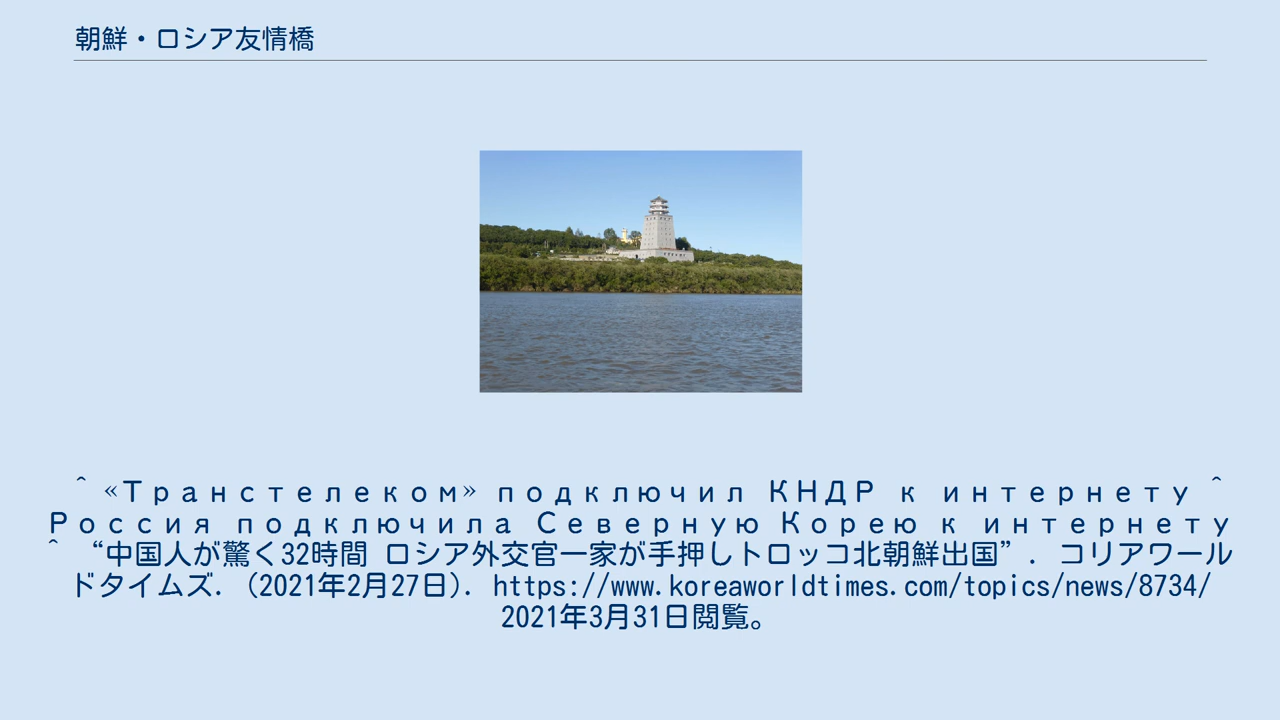 朝鮮・ロシア友情橋
^ «Транстелеком» подключил КНДР к интернету ^
Россия подключила Северную Корею к интернету
^ “中国人が驚く32時間 ロシア外交官一家が手押しトロッコ北朝鮮出国”. コリアワール
ドタイムズ. (2021年2月27日). https://www.koreaworldtimes.com/topics/news/8734/
2021年3月31日閲覧。